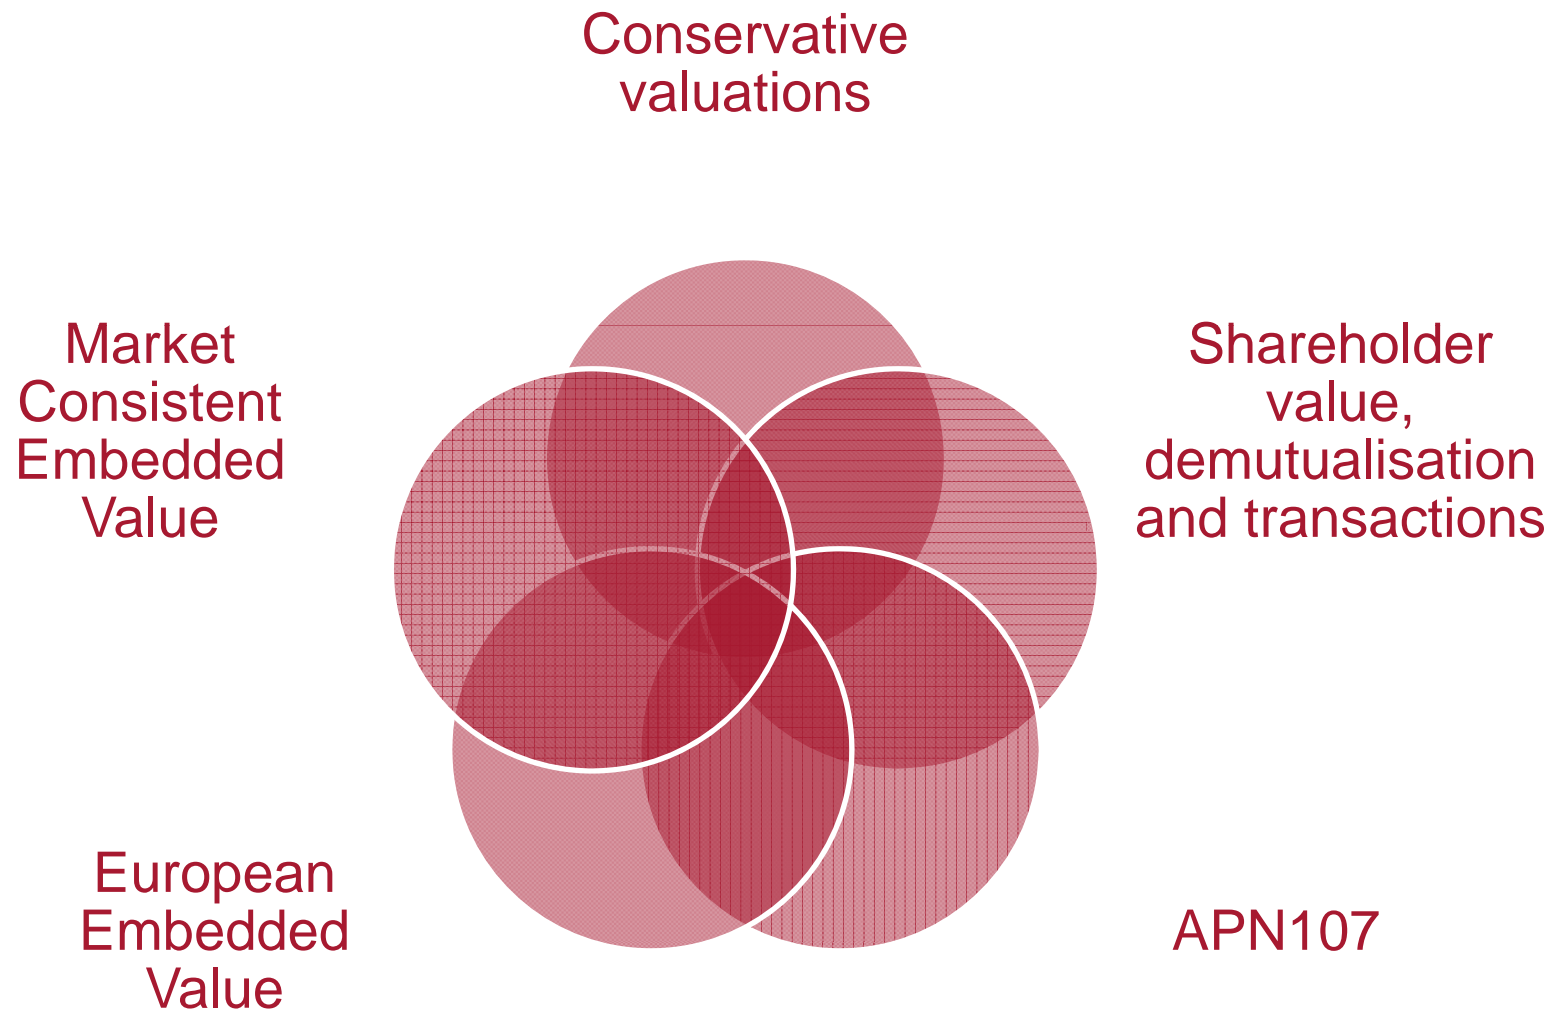 Conservative
valuations
Market
Consistent
Embedded
Value
Shareholder
value,
demutualisation
and transactions
European
Embedded
Value
APN107